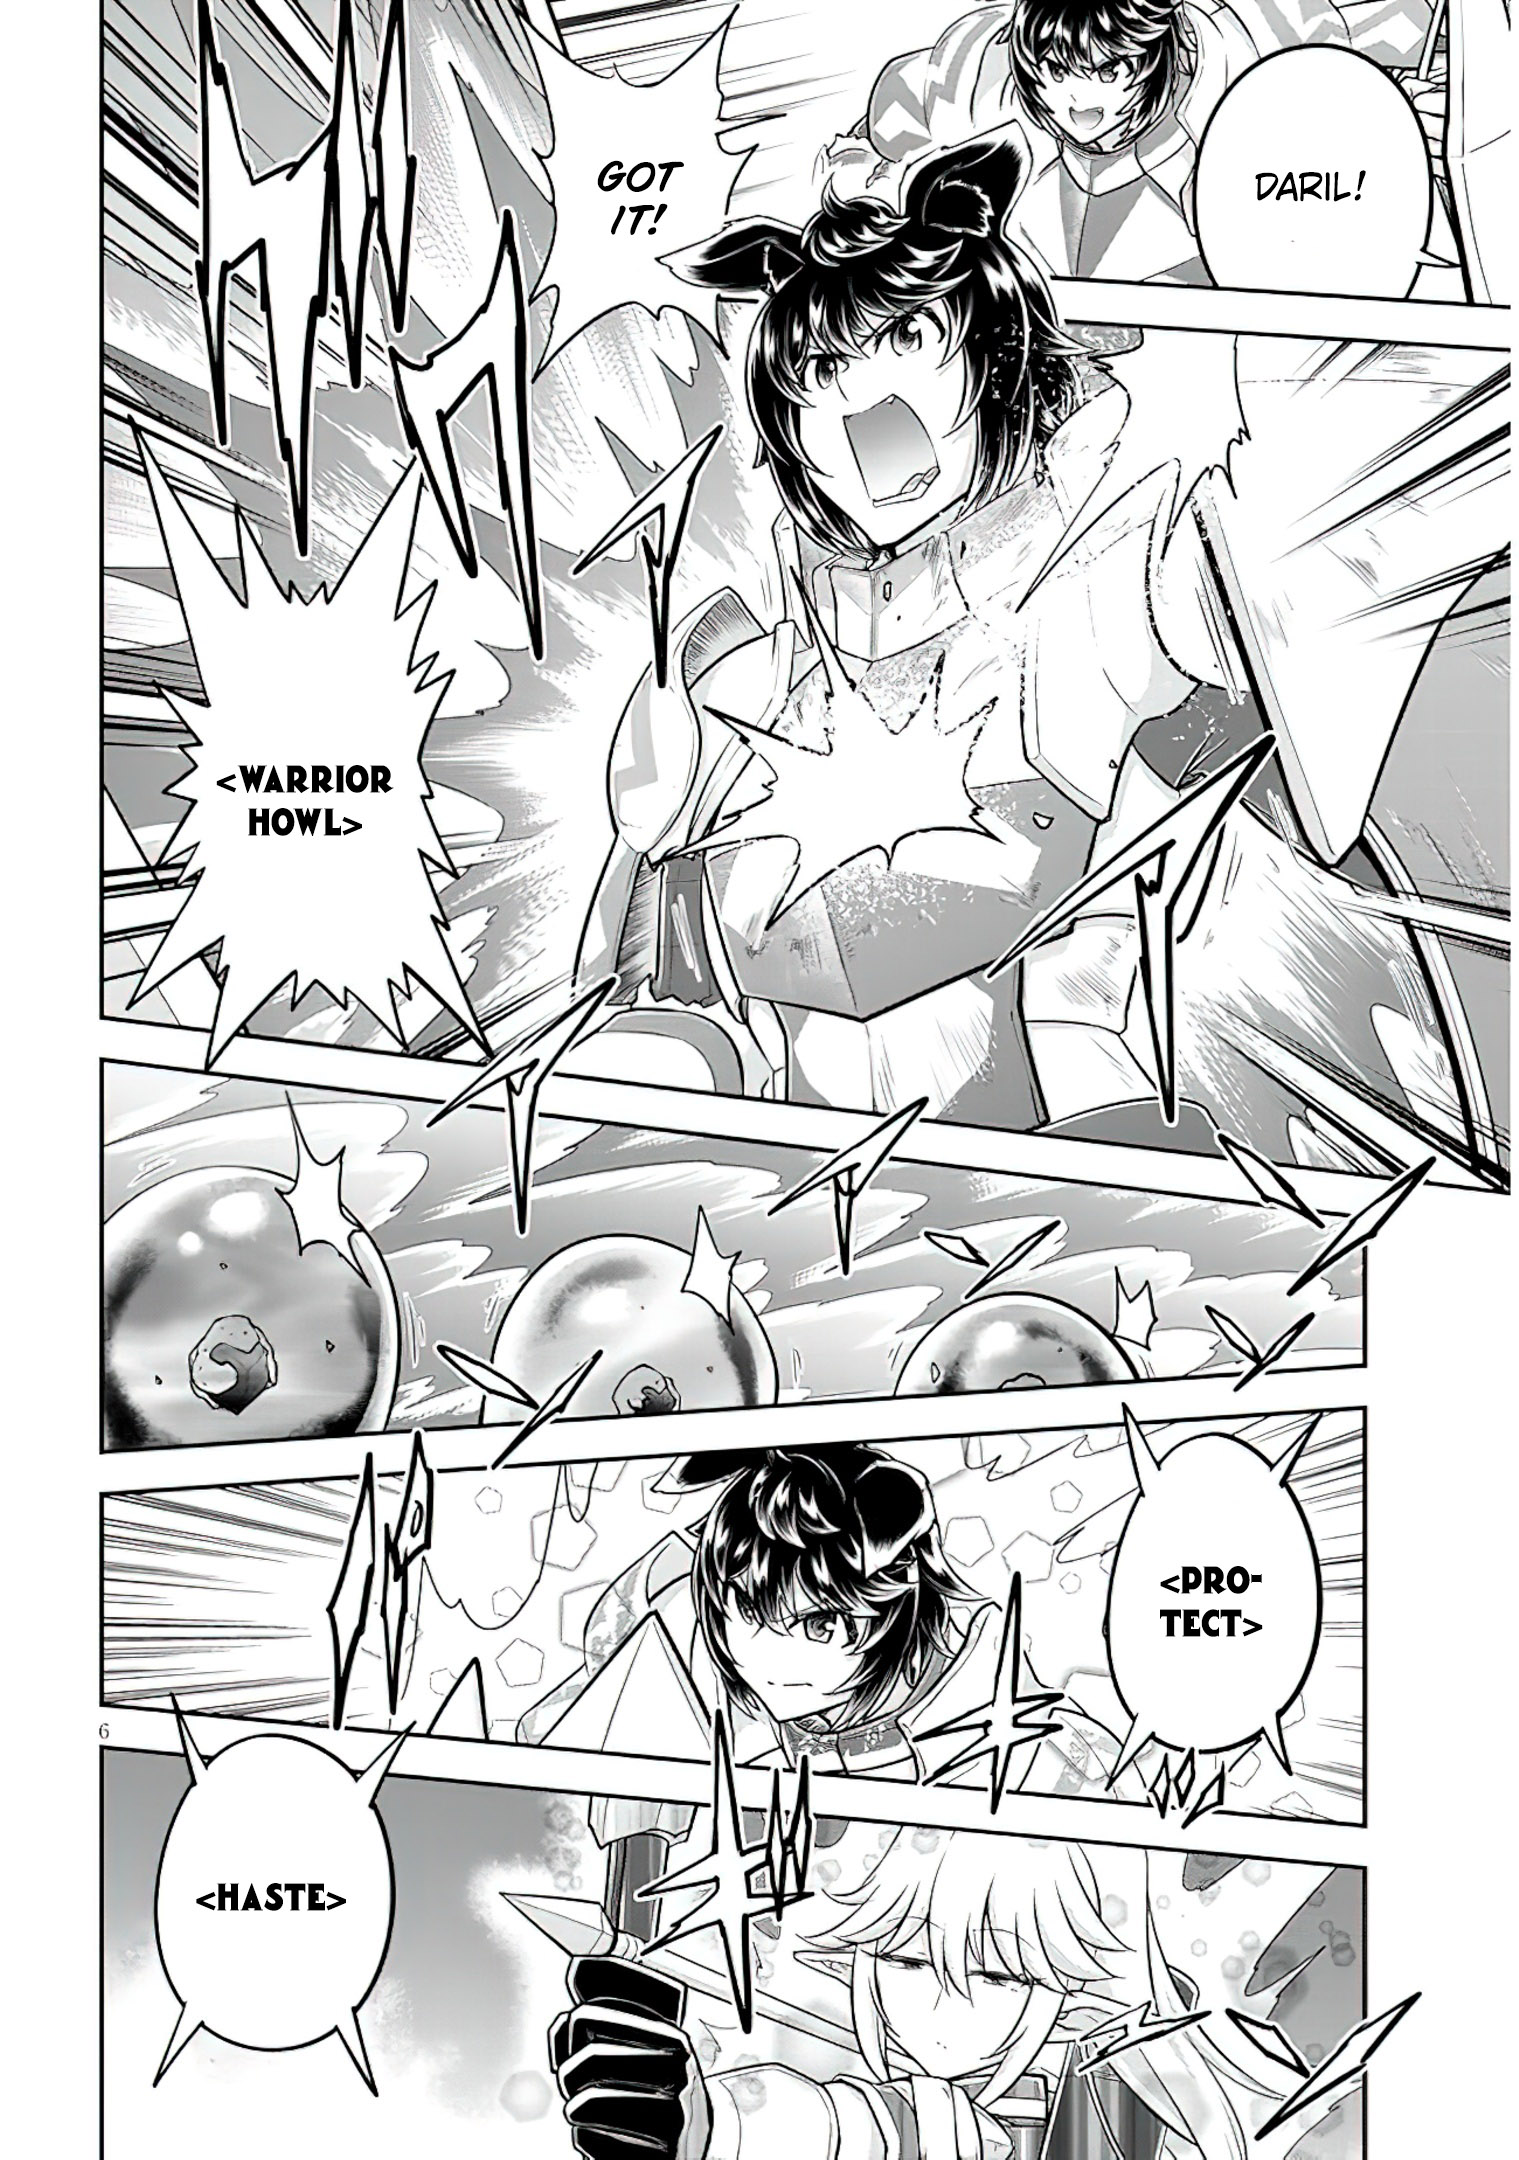 DARIL!
GOT
IT!
<WARRIOR
HOWL>
<PRO-
TECT>
<HASTE>
6